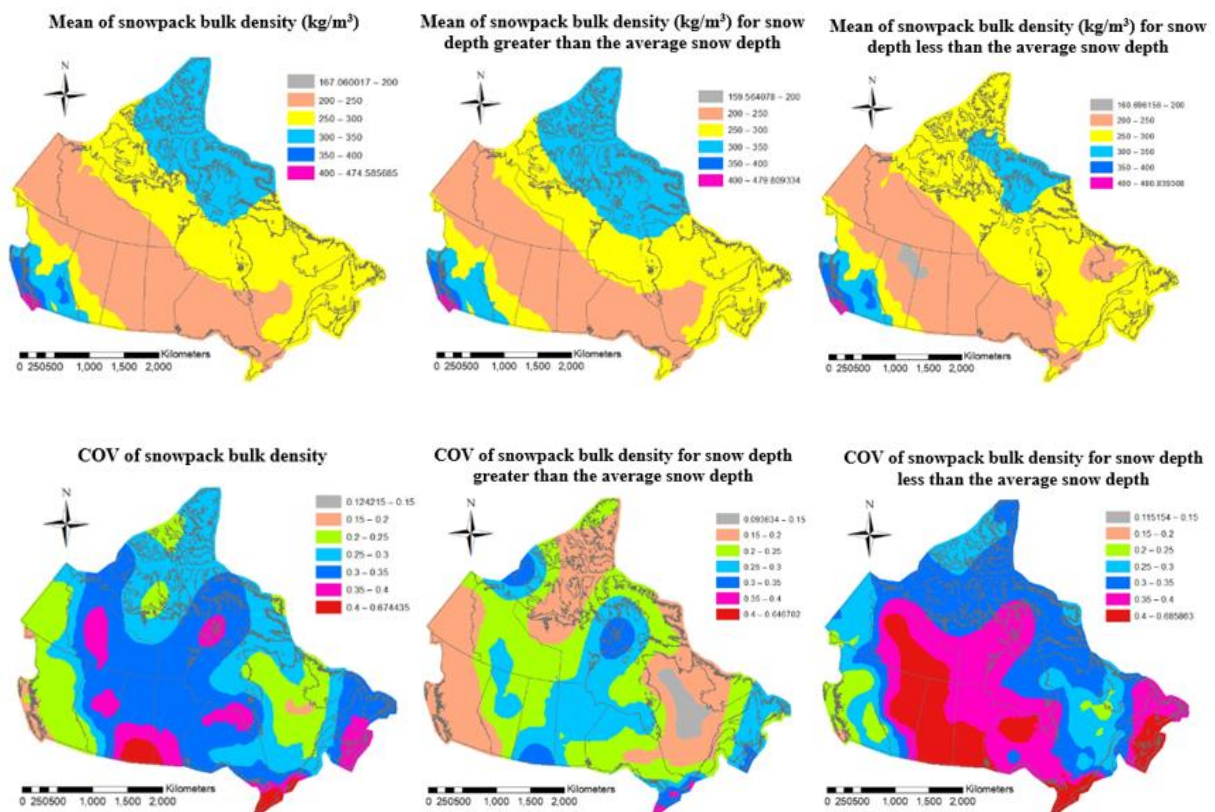 Mean of snowpack bulk density (kg/m³)
N
167.060017 – 200
200 – 250
250 – 300
300 – 350
350 – 400
400 – 474.585685
Kilometers
0 250500 1,000 1,500 2,000
Mean of snowpack bulk density (kg/m³) for snow
depth greater than the average snow depth
N
159.564078 – 200
200 – 250
250 – 300
300 – 350
350 – 400
400 – 479.809334
Kilometers
0 250500 1,000 1,500 2,000
Mean of snowpack bulk density (kg/m³) for snow
depth less than the average snow depth
N
160.696156 – 200
200 – 250
250 – 300
300 – 350
350 – 400
Kilometers
0 250500 1,000 1,500 2,000
COV of snowpack bulk density
N
0.124215 – 0.15
0.15 – 0.2
0.2 – 0.25
0.25 – 0.3
0.3 – 0.35
0.35 – 0.4
0.4 – 0.674435
Kilometers
0 250500 1,000 1,500 2,000
COV of snowpack bulk density for snow depth
greater than the average snow depth
N
0.093634 – 0.15
0.15 – 0.2
0.2 – 0.25
0.25 – 0.3
0.3 – 0.35
0.35 – 0.4
0.4 – 0.640702
Kilometers
0 250500 1,000 1,500 2,000
COV of snowpack bulk density for snow depth
less than the average snow depth
N
0.115154 – 0.15
0.15 – 0.2
0.2 – 0.25
0.25 – 0.3
0.3 – 0.35
0.35 – 0.4
0.4 – 0.685863
Kilometers
0 250500 1,000 1,500 2,000